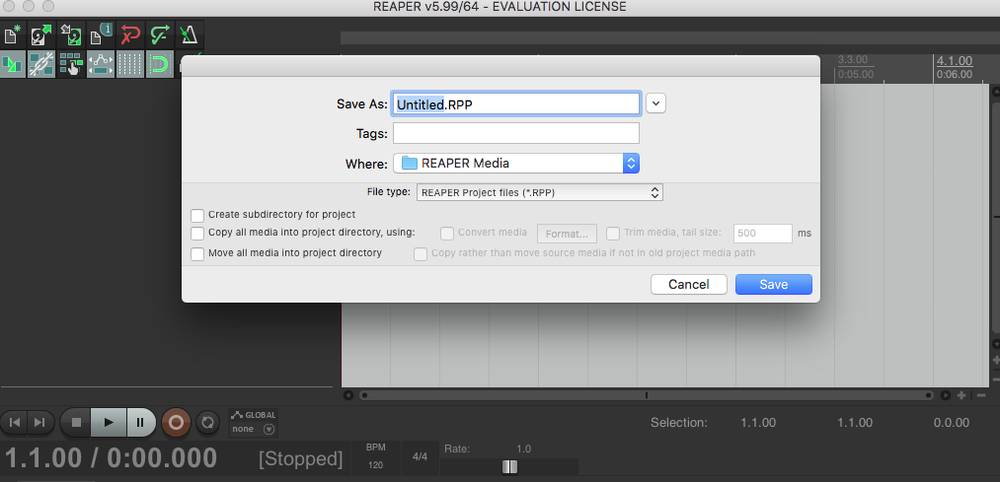 REAPER v5.99/64 - EVALUATION LICENSE
3.3.00 4.1.00
0:05.00 0:06.00
Save As: Untitled.RPP
Tags:
Where: REAPER Media
File type: REAPER Project files (*.RPP)
Create subdirectory for project
Copy all media into project directory, using: Convert media Format... Trim media, tail size: 500 ms
Move all media into project directory Copy rather than move source media if not in old project media path
Cancel Save
GLOBAL
none
Selection: 1.1.00 1.1.00 0.0.00
1.1.00 / 0:00.000 [Stopped] BPM 120 4/4 Rate: 1.0